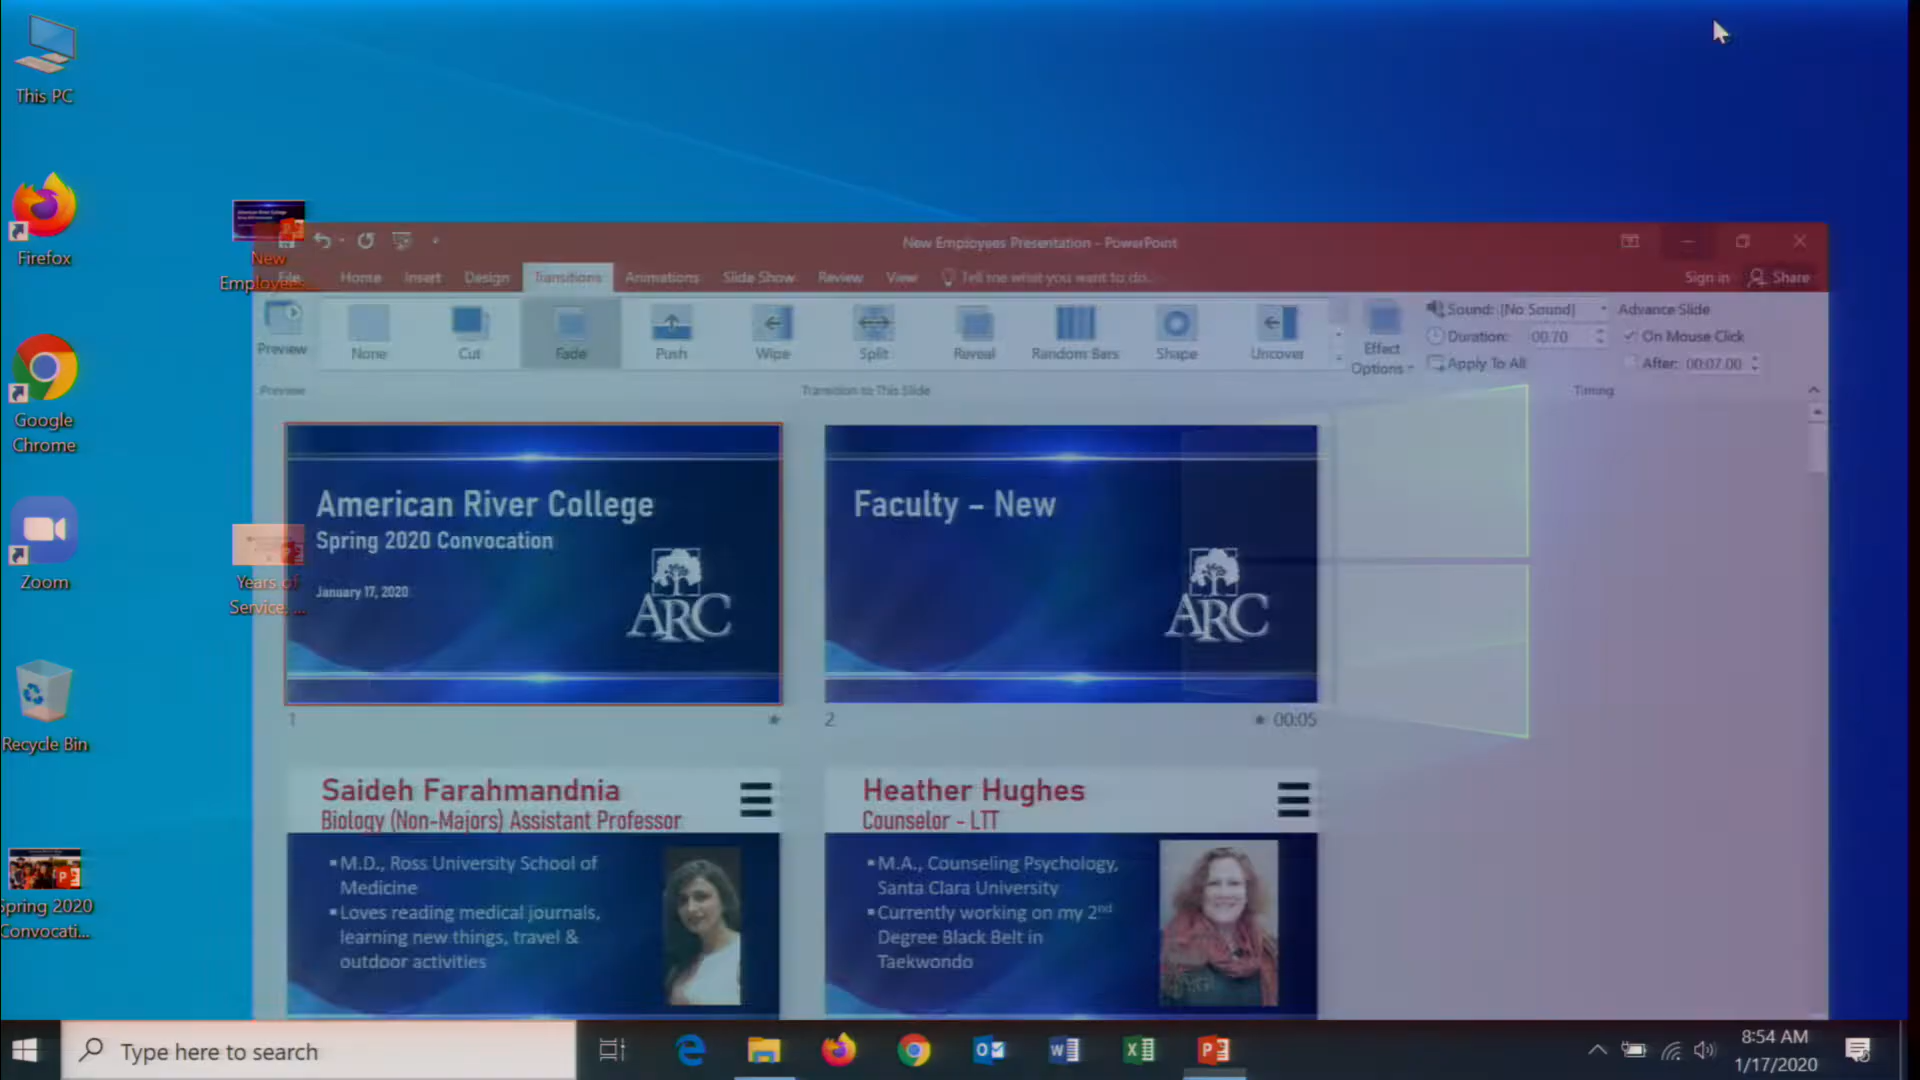 This PC
Firefox
Google
Chrome
Zoom
Recycle Bin
Spring 2020
Convocati...
New
Employees...
Years of
Service, ...
New Employees Presentation - PowerPoint
File Home Insert Design Transitions Animations Slide Show Review View Tell me what you want to do... Sign in Share
Preview None Cut Fade Push Wipe Split Reveal Random Bars Shape Uncover Effect
Options
Sound: [No Sound] Advance Slide
Duration: 00.70 On Mouse Click
Apply To All After: 00:07.00
Preview Transition to This Slide Timing
American River College
Spring 2020 Convocation
January 17, 2020
ARC
1
Faculty – New
ARC
2 00:05
Saideh Farahmandnia
Biology (Non-Majors) Assistant Professor
▪M.D., Ross University School of
Medicine
▪Loves reading medical journals,
learning new things, travel &
outdoor activities
Heather Hughes
Counselor - LTT
▪M.A., Counseling Psychology,
Santa Clara University
▪Currently working on my 2nd
Degree Black Belt in
Taekwondo
Type here to search
8:54 AM
1/17/2020